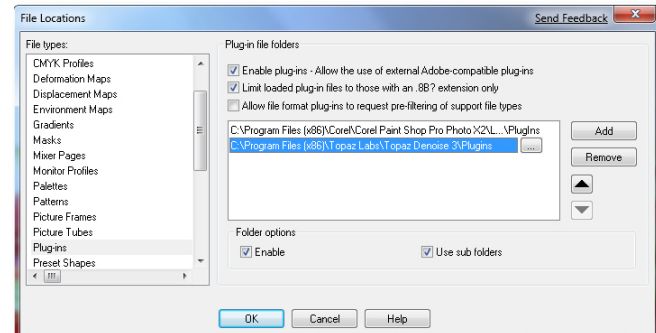 File Locations
Send Feedback
File types:
CMYK Profiles
Deformation Maps
Displacement Maps
Environment Maps
Gradients
Masks
Mixer Pages
Monitor Profiles
Palettes
Patterns
Picture Frames
Picture Tubes
Plug-ins
Preset Shapes
Plug-in file folders
Enable plug-ins - Allow the use of external Adobe-compatible plug-ins
Limit loaded plug-in files to those with an .8B? extension only
Allow file format plug-ins to request pre-filtering of support file types
C:\Program Files (x86)\Corel\Corel Paint Shop Pro Photo X2\L...\PlugIns
C:\Program Files (x86)\Topaz Labs\Topaz Denoise 3\Plugins
...
Add
Remove
Folder options
Enable
Use sub folders
OK
Cancel
Help